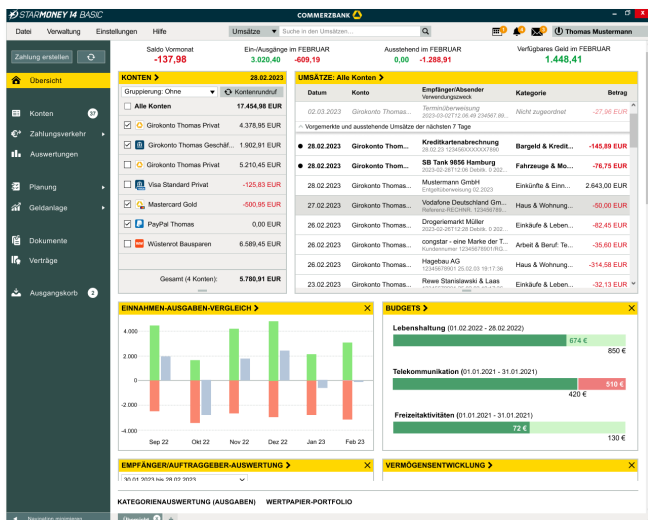 STARMONEY 14 BASIC
COMMERZBANK
Datei Verwaltung Einstellungen Hilfe
Umsätze Suche in den Umsätzen...
Thomas Mustermann
Zahlung erstellen
Saldo Vormonat
-137,98
Ein-/Ausgänge im FEBRUAR
3.020,40 -609,19
Ausstehend im FEBRUAR
0,00 -1.288,91
Verfügbares Geld im FEBRUAR
1.448,41
Übersicht
Konten 37
Zahlungsverkehr
Auswertungen
Planung
Geldanlage
Dokumente
Verträge
Ausgangskorb 2
Navigation minimieren
KONTEN 28.02.2023
Gruppierung: Ohne Kontenrundruf
Alle Konten 17.454,98 EUR
Girokonto Thomas Privat 4.378,95 EUR
Girokonto Thomas Geschäf... 1.902,91 EUR
Girokonto Thomas Privat 5.210,45 EUR
Visa Standard Privat -125,83 EUR
Mastercard Gold -500,95 EUR
PayPal Thomas 0,00 EUR
Wüstenrot Bausparen 6.589,45 EUR
Gesamt (4 Konten): 5.780,91 EUR
UMSÄTZE: Alle Konten
Datum Konto Empfänger/Absender Kategorie Betrag
Verwendungszweck
02.03.2023 Girokonto Thomas... Terminüberweisung Nicht zugeordnet -27,96 EUR
Vorgemerkte und ausstehende Umsätze der nächsten 7 Tage
28.02.2023 Girokonto Thom... Kreditkartenabrechnung Bargeld & Kredit... -145,89 EUR
28.02.2023 Girokonto Thom... SB Tank 9856 Hamburg Fahrzeuge & Mo... -76,75 EUR
28.02.2023 Girokonto Thomas... Mustermann GmbH Einkünfte & Einn... 2.643,00 EUR
Entgeltüberweisung 02.2023
27.02.2023 Girokonto Thomas... Vodafone Deutschland Gm... Haus & Wohnung... -50,00 EUR
26.02.2023 Girokonto Thomas... Drogeriemarkt Müller Einkäufe & Leben... -82,45 EUR
26.02.2023 Girokonto Thomas... congstar - eine Marke der T... Arbeit & Beruf: Te... -35,60 EUR
26.02.2023 Girokonto Thomas... Hagebau AG Haus & Wohnung... -314,58 EUR
23.02.2023 Girokonto Thomas... Rewe Stanislawski & Laas Einkäufe & Leben... -32,13 EUR
EINNAHMEN-AUSGABEN-VERGLEICH
4.000
2.000
0
-2.000
-4.000
Sep 22 Okt 22 Nov 22 Dez 22 Jan 23 Feb 23
BUDGETS
Lebenshaltung (01.02.2022 - 28.02.2022)
674 €
850 €
Telekommunikation (01.01.2021 - 31.01.2021)
510 €
420 €
Freizeitaktivitäten (01.01.2021 - 31.01.2021)
72 €
130 €
EMPFÄNGER/AUFTRAGGEBER-AUSWERTUNG
30.01.2023 bis 28.02.2023
VERMÖGENSENTWICKLUNG
KATEGORIENAUSWERTUNG (AUSGABEN) WERTPAPIER-PORTFOLIO
Übersicht